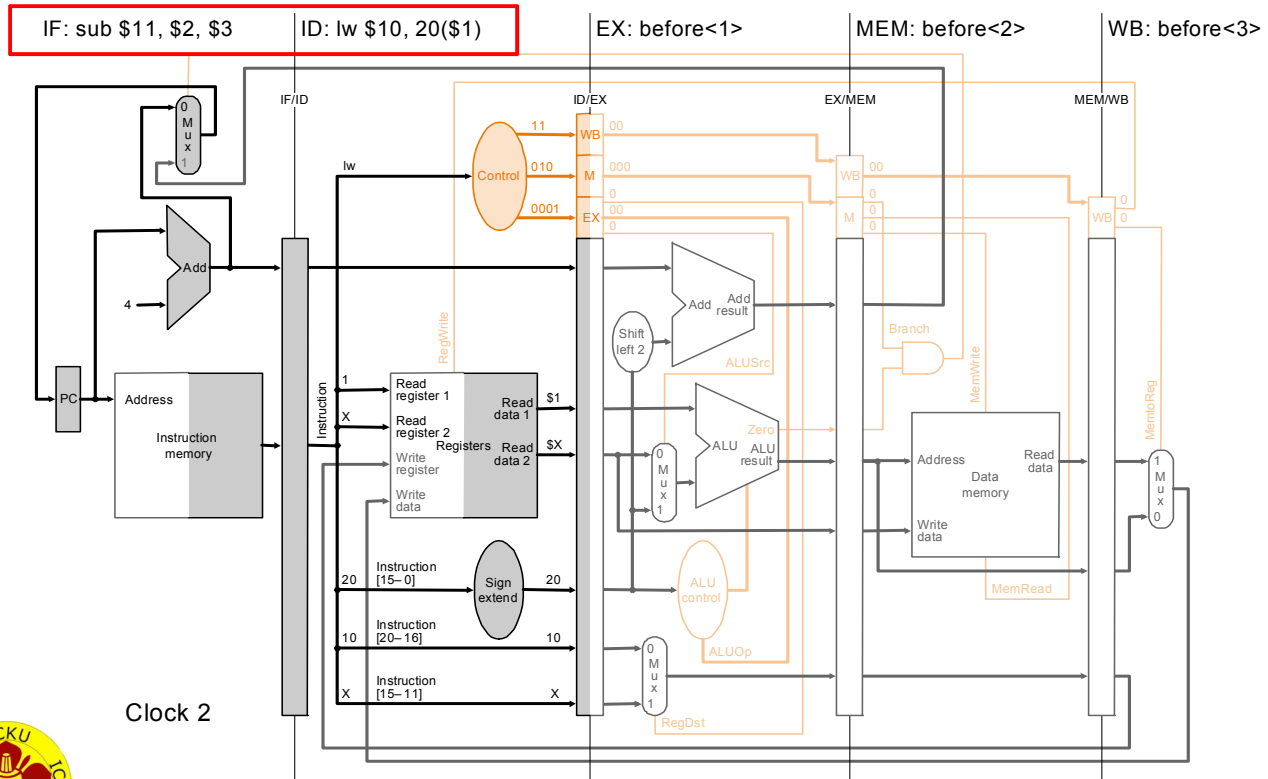 IF: sub $11, $2, $3
ID: lw $10, 20($1)
EX: before<1>
MEM: before<2>
WB: before<3>
IF/ID
ID/EX
EX/MEM
MEM/WB
0
M
u
x
1
lw
Control
11
010
0001
WB
M
EX
00
000
0
00
0
WB
M
00
0
0
0
WB
0
0
Add
4
Add
Add
result
Shift
left 2
RegWrite
ALUSrc
Branch
MemWrite
MemtoReg
PC
Address
Instruction
memory
Instruction
1
Read
register 1
X
Read
register 2
Registers
Write
register
Write
data
Read
data 1
$1
Read
data 2
$X
0
M
u
x
1
ALU
Zero
ALU
result
Address
Read
data
Data
memory
Write
data
1
M
u
x
0
MemRead
20
Instruction
[15–0]
Sign
extend
20
ALU
control
10
Instruction
[20–16]
10
ALUOp
0
M
u
x
1
X
Instruction
[15–11]
X
RegDst
Clock 2
CKU IC